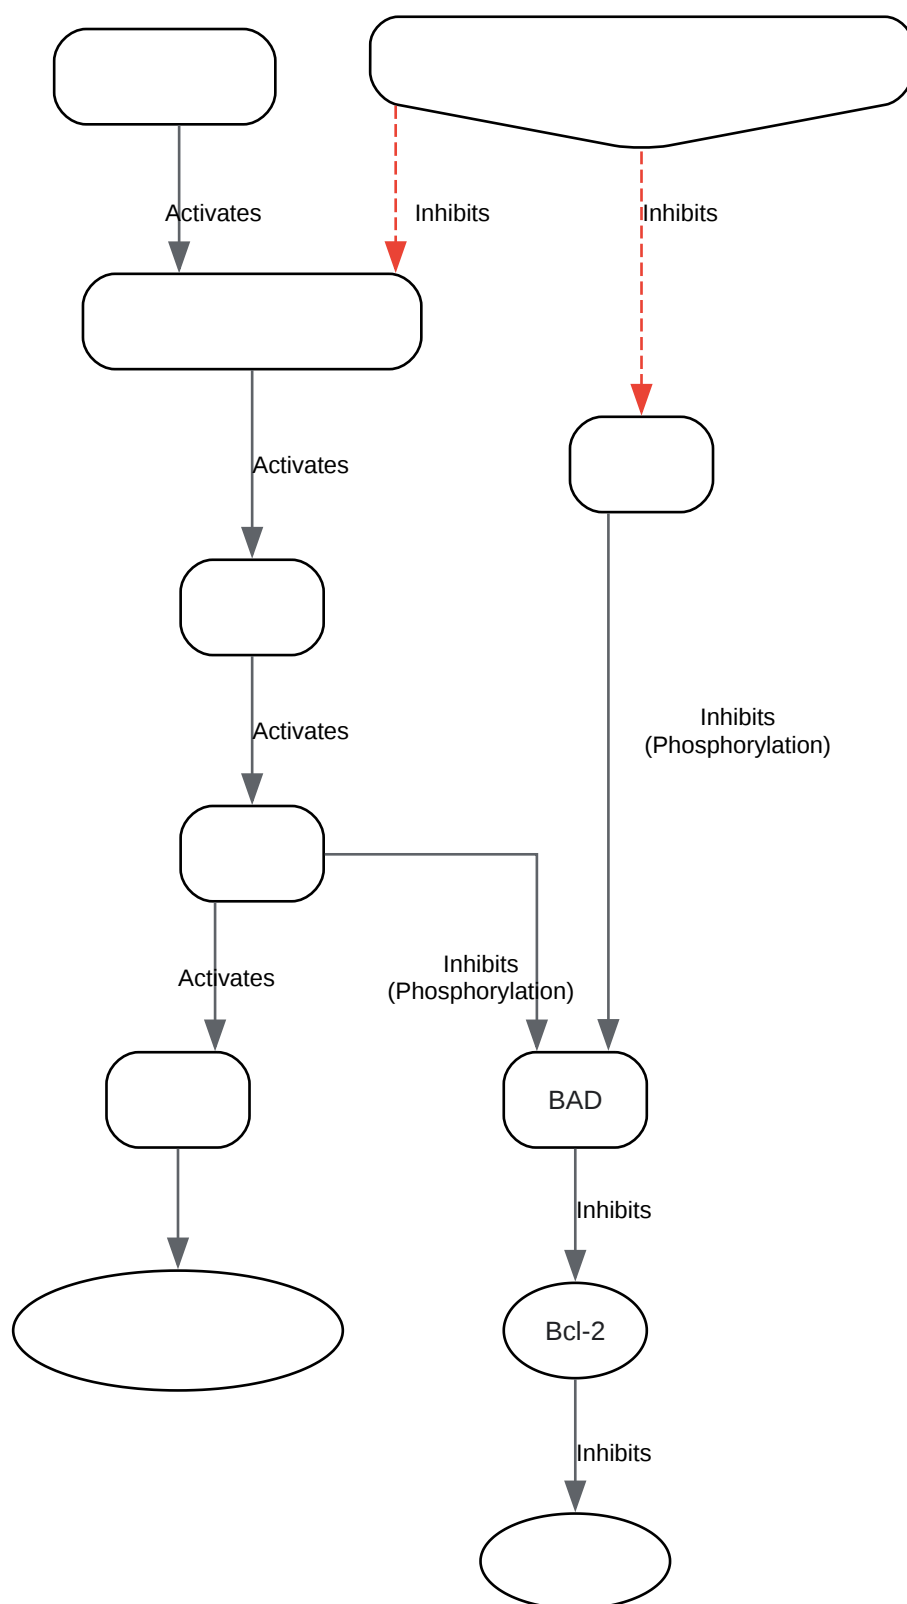 Activates
Inhibits
Inhibits
Activates
Activates
Inhibits
(Phosphorylation)
Activates
Inhibits
(Phosphorylation)
BAD
Inhibits
Bcl-2
Inhibits